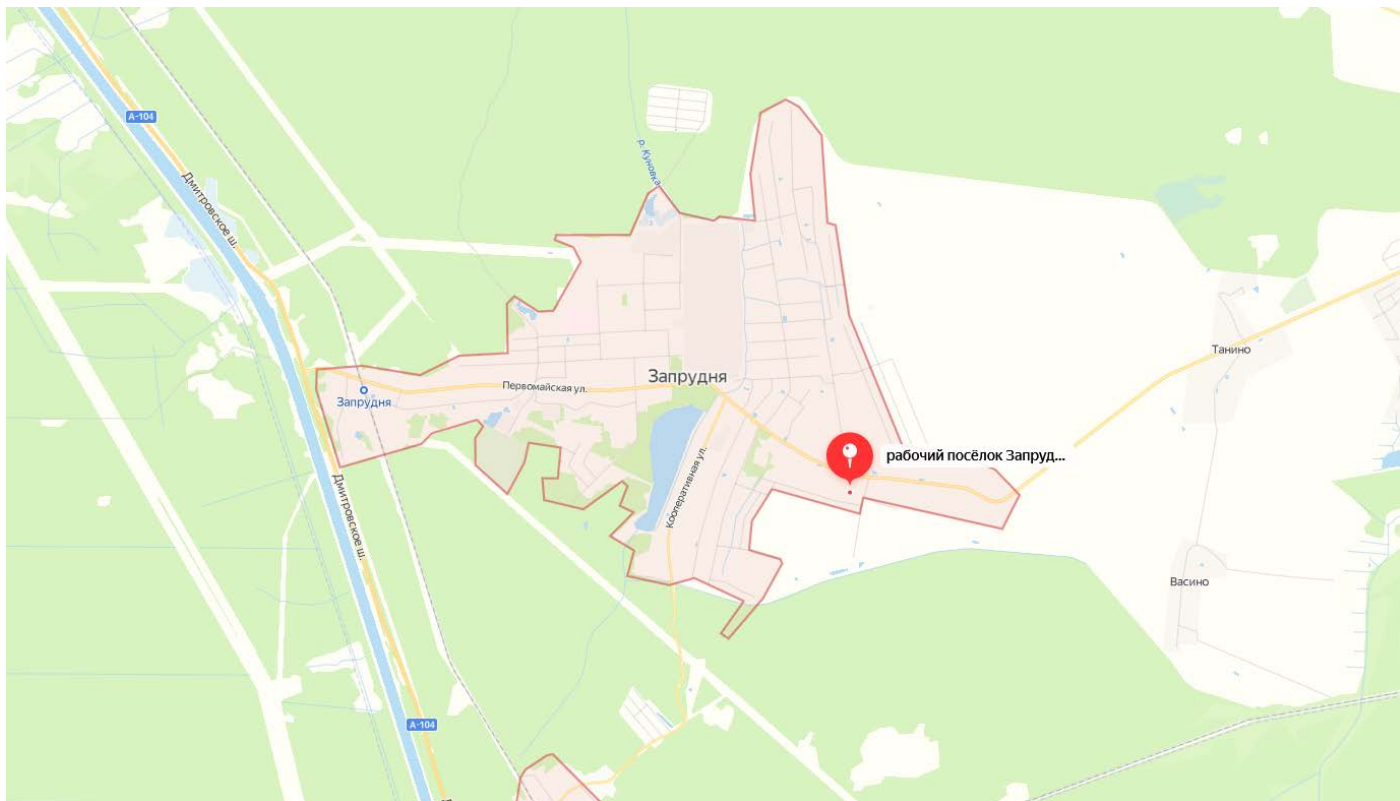 А-104
Дмитровское ш.
р. Куновка
Запрудня
Первомайская ул.
Запрудня
Танино
рабочий посёлок Запруд...
Кооперативная ул.
Дмитровское ш.
Васино
А-104